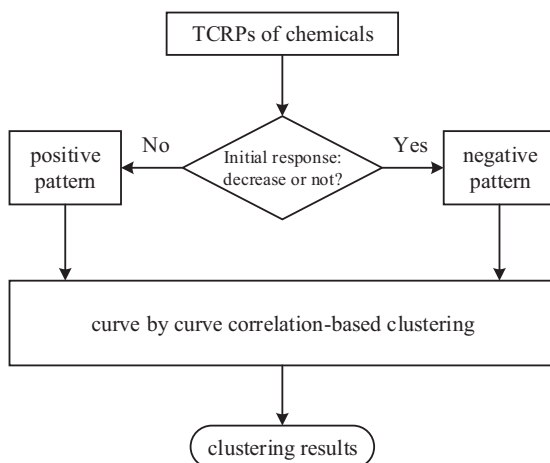 TCRPs of chemicals
No
Initial response:
decrease or not?
Yes
positive
pattern
negative
pattern
curve by curve correlation-based clustering
clustering results